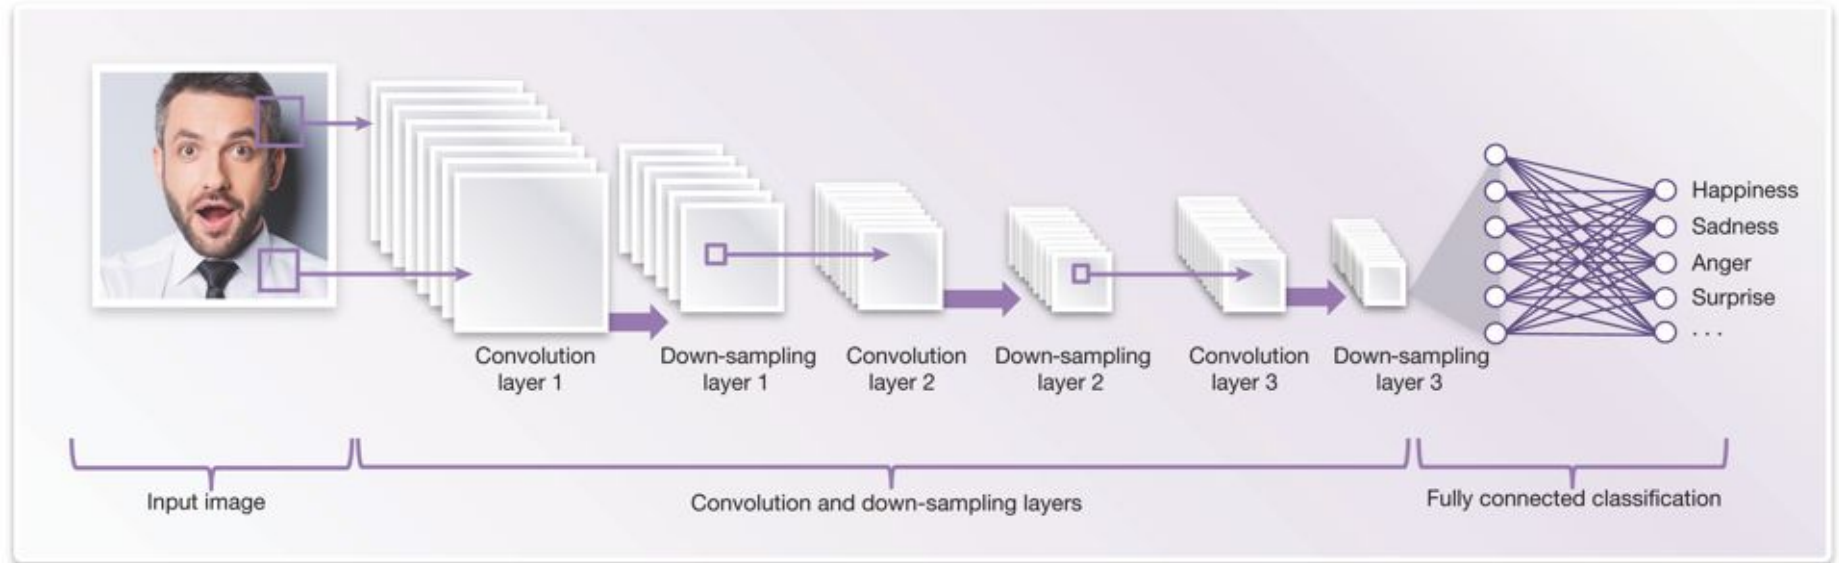 Happiness
Sadness
Anger
Surprise
. . .
Convolution
layer 1
Down-sampling
layer 1
Convolution
layer 2
Down-sampling
layer 2
Convolution
layer 3
Down-sampling
layer 3
Input image
Convolution and down-sampling layers
Fully connected classification